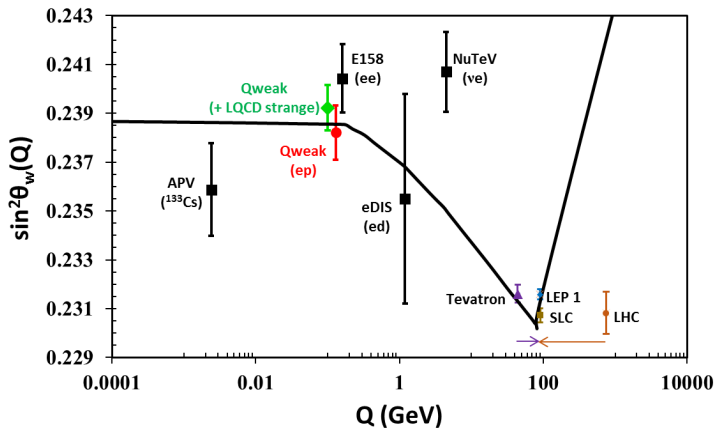 0.243
0.241
0.239
0.237
0.235
0.233
0.231
0.229
sin²θw(Q)
E158
(ee)
NuTeV
(νe)
Qweak
(+ LQCD strange)
Qweak
(ep)
APV
(¹³³Cs)
eDIS
(ed)
Tevatron
LEP 1
SLC
LHC
0.0001 0.01 1 100 10000
Q (GeV)